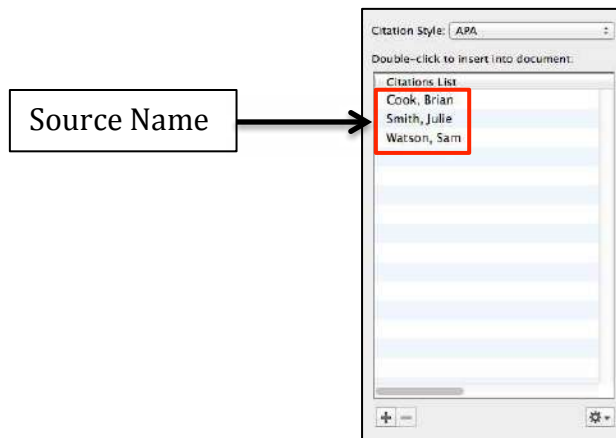 Citation Style: APA
Double-click to insert into document:
Citations List
Cook, Brian
Smith, Julie
Watson, Sam
Source Name